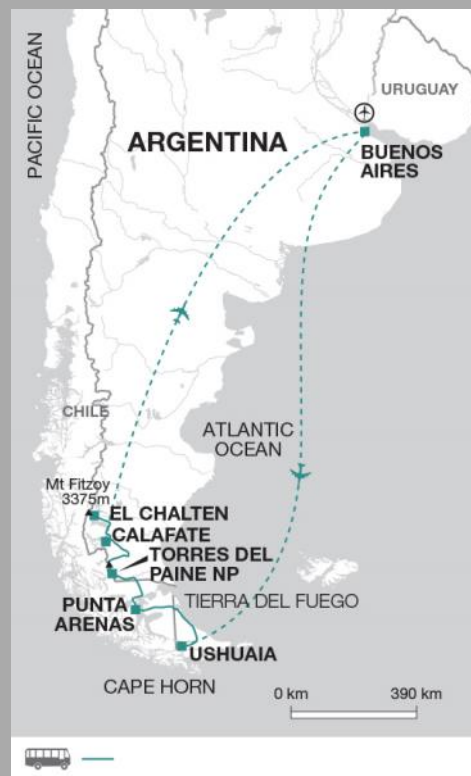 PACIFIC OCEAN
URUGUAY
ARGENTINA
BUENOS
AIRES
CHILE
ATLANTIC
OCEAN
Mt Fitzoy
3375m
EL CHALTEN
CALAFATE
TORRES DEL
PAINE NP
PUNTA
ARENAS
TIERRA DEL FUEGO
USHUAIA
CAPE HORN
0 km
390 km